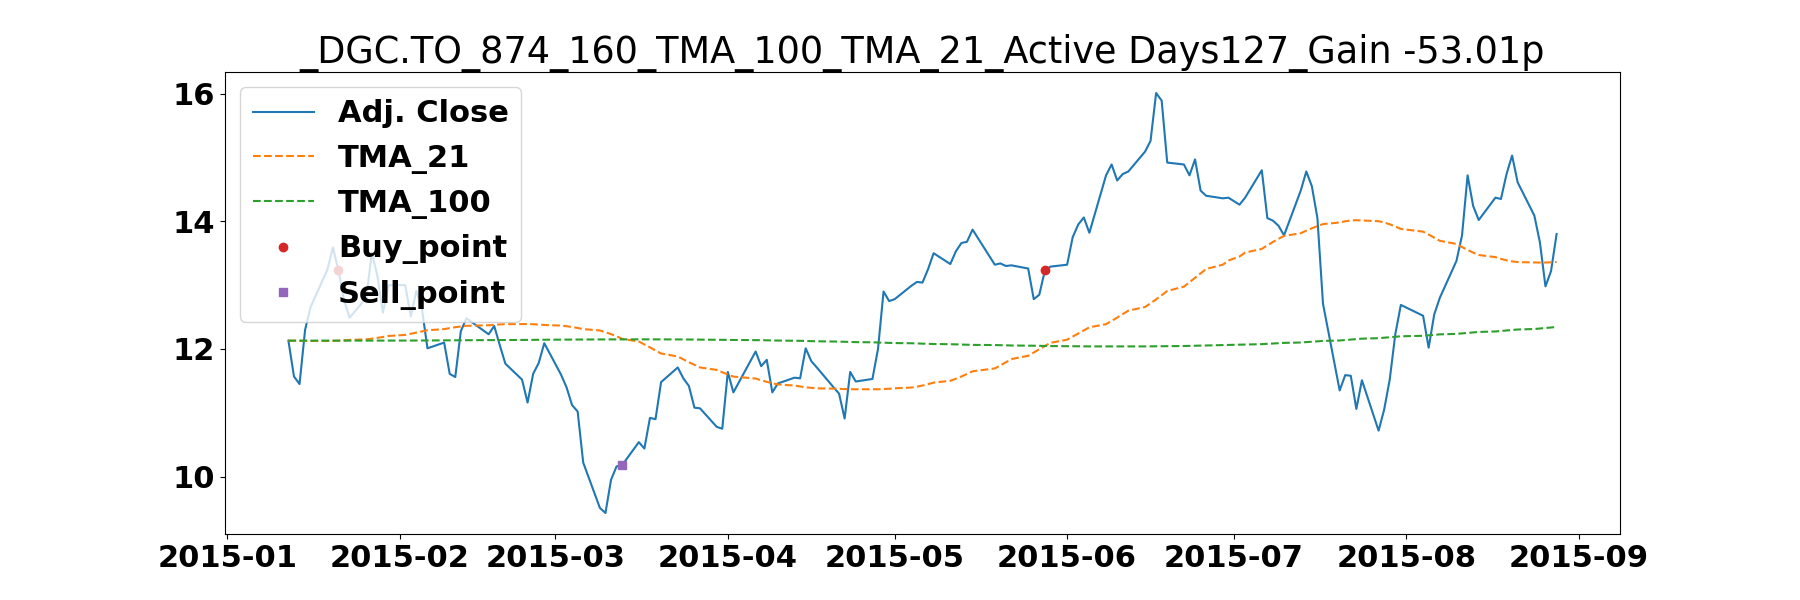 _DGC.TO_874_160_TMA_100_TMA_21_Active Days127_Gain -53.01p
16
14
12
10
Adj. Close
TMA_21
TMA_100
Buy_point
Sell_point
2015-01 2015-02 2015-03 2015-04 2015-05 2015-06 2015-07 2015-08 2015-09